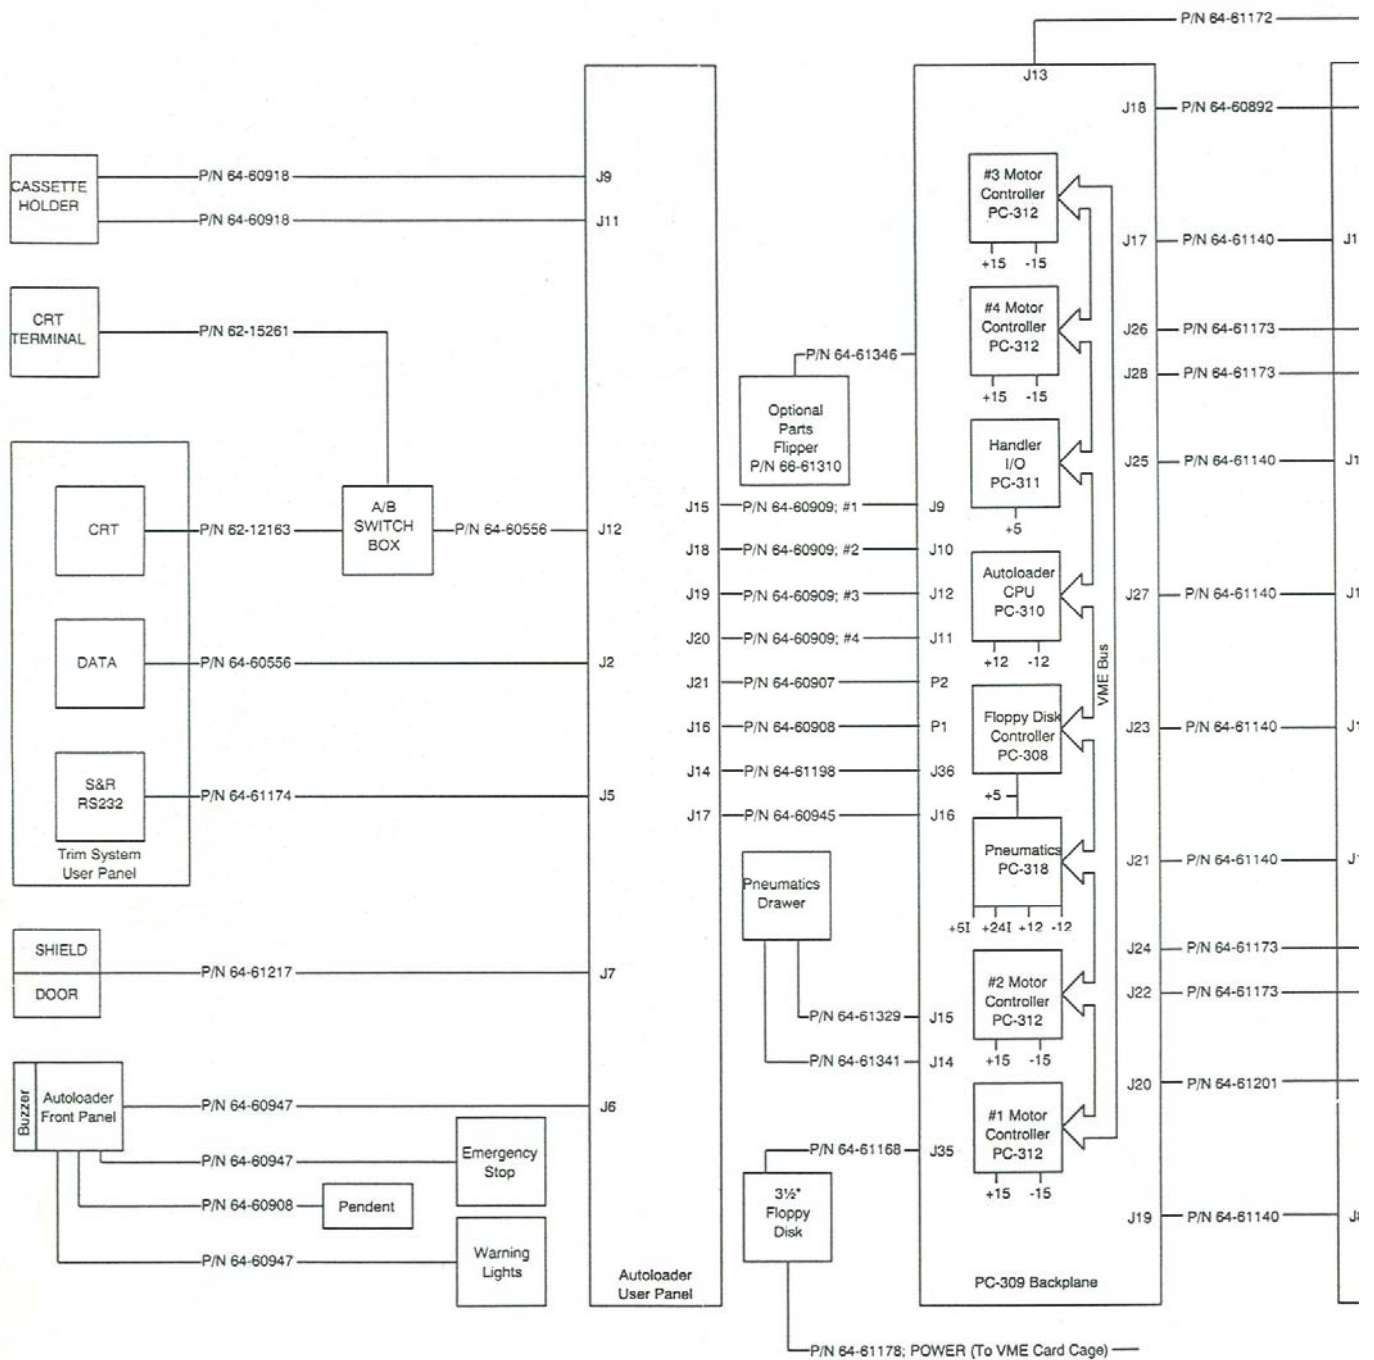 P/N 64-61172
J13
J18
P/N 64-60892
CASSETTE
HOLDER
P/N 64-60918
J9
P/N 64-60918
J11
#3 Motor
Controller
PC-312
+15 -15
J17
P/N 64-61140
CRT
TERMINAL
P/N 62-15261
P/N 64-61346
#4 Motor
Controller
PC-312
+15 -15
J26
P/N 64-61173
J28
P/N 64-61173
Optional
Parts
Flipper
P/N 66-61310
Handler
I/O
PC-311
+5
J25
P/N 64-61140
CRT
P/N 62-12163
A/B
SWITCH
BOX
P/N 64-60556
J12
J15
P/N 64-60909; #1
J9
J18
P/N 64-60909; #2
J10
J19
P/N 64-60909; #3
J12
J20
P/N 64-60909; #4
J11
J21
P/N 64-60907
P2
J16
P/N 64-60908
P1
J14
P/N 64-61198
J36
J17
P/N 64-60945
J16
Autoloader
CPU
PC-310
+12 -12
J27
P/N 64-61140
VME Bus
DATA
P/N 64-60556
J2
Floppy Disk
Controller
PC-308
+5
J23
P/N 64-61140
S&R
RS232
P/N 64-61174
J5
Trim System
User Panel
Pneumatics
PC-318
+5I +24I +12 -12
J21
P/N 64-61140
Pneumatics
Drawer
SHIELD
DOOR
P/N 64-61217
J7
J24
P/N 64-61173
J22
P/N 64-61173
#2 Motor
Controller
PC-312
+15 -15
P/N 64-61329
J15
P/N 64-61341
J14
Buzzer
Autoloader
Front Panel
P/N 64-60947
J6
J20
P/N 64-61201
#1 Motor
Controller
PC-312
+15 -15
P/N 64-60947
Emergency
Stop
P/N 64-61168
J35
P/N 64-60908
Pendent
3½"
Floppy
Disk
J19
P/N 64-61140
P/N 64-60947
Warning
Lights
Autoloader
User Panel
PC-309 Backplane
P/N 64-61178; POWER (To VME Card Cage)